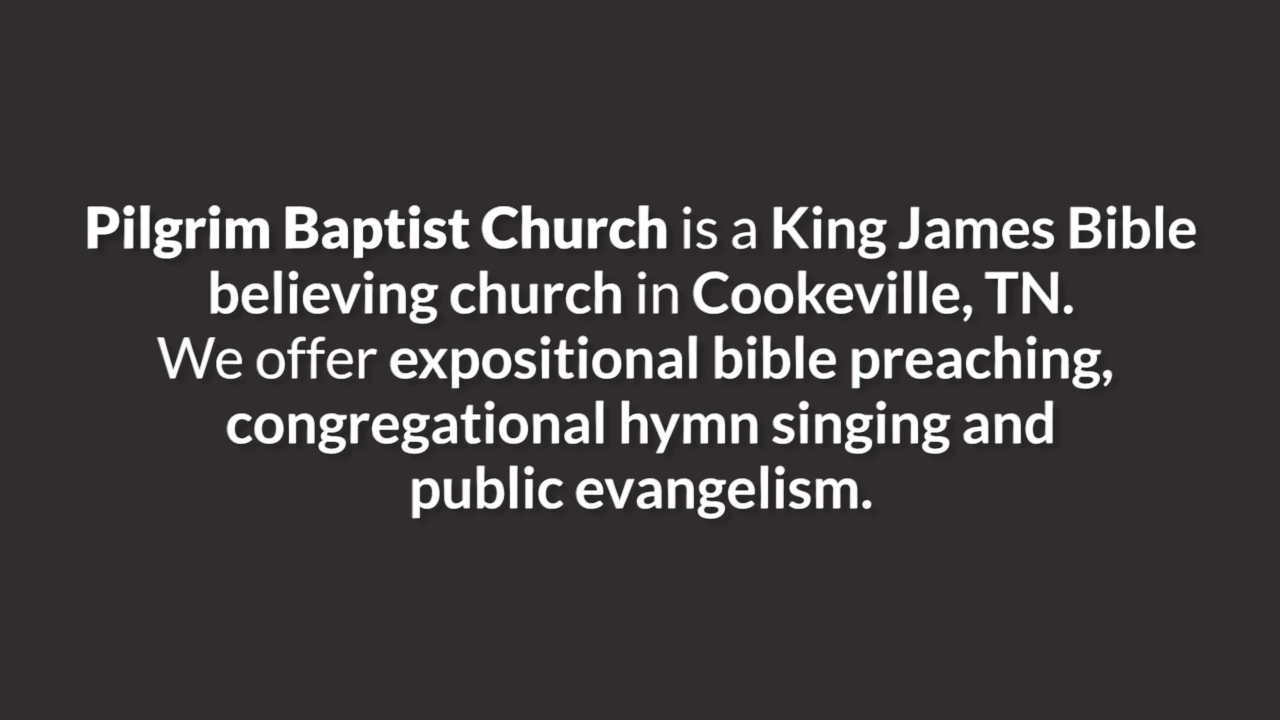 Pilgrim Baptist Church is a King James Bible
believing church in Cookeville, TN.
We offer expositional bible preaching,
congregational hymn singing and
public evangelism.